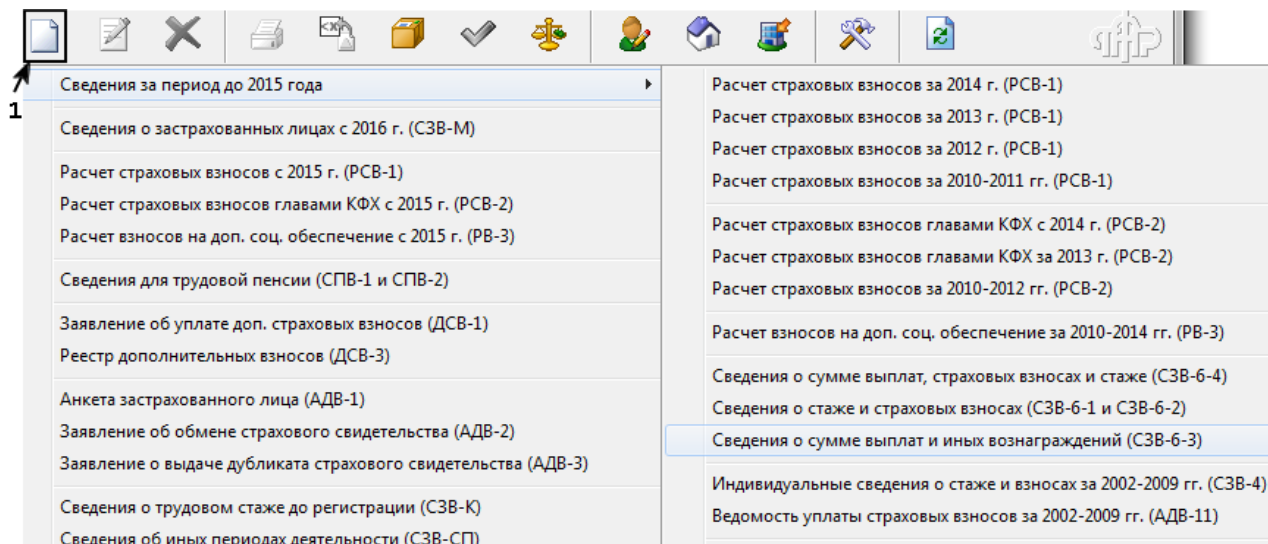 1
Сведения за период до 2015 года
Сведения о застрахованных лицах с 2016 г. (СЗВ-М)
Расчет страховых взносов с 2015 г. (РСВ-1)
Расчет страховых взносов главами КФХ с 2015 г. (РСВ-2)
Расчет взносов на доп. соц. обеспечение с 2015 г. (РВ-3)
Сведения для трудовой пенсии (СПВ-1 и СПВ-2)
Заявление об уплате доп. страховых взносов (ДСВ-1)
Реестр дополнительных взносов (ДСВ-3)
Анкета застрахованного лица (АДВ-1)
Заявление об обмене страхового свидетельства (АДВ-2)
Заявление о выдаче дубликата страхового свидетельства (АДВ-3)
Сведения о трудовом стаже до регистрации (СЗВ-К)
Сведения об иных периодах деятельности (СЗВ-СП)
Расчет страховых взносов за 2014 г. (РСВ-1)
Расчет страховых взносов за 2013 г. (РСВ-1)
Расчет страховых взносов за 2012 г. (РСВ-1)
Расчет страховых взносов за 2010-2011 гг. (РСВ-1)
Расчет страховых взносов главами КФХ с 2014 г. (РСВ-2)
Расчет страховых взносов главами КФХ за 2013 г. (РСВ-2)
Расчет страховых взносов за 2010-2012 гг. (РСВ-2)
Расчет взносов на доп. соц. обеспечение за 2010-2014 гг. (РВ-3)
Сведения о сумме выплат, страховых взносах и стаже (СЗВ-6-4)
Сведения о стаже и страховых взносах (СЗВ-6-1 и СЗВ-6-2)
Сведения о сумме выплат и иных вознаграждений (СЗВ-6-3)
Индивидуальные сведения о стаже и взносах за 2002-2009 гг. (СЗВ-4)
Ведомость уплаты страховых взносов за 2002-2009 гг. (АДВ-11)